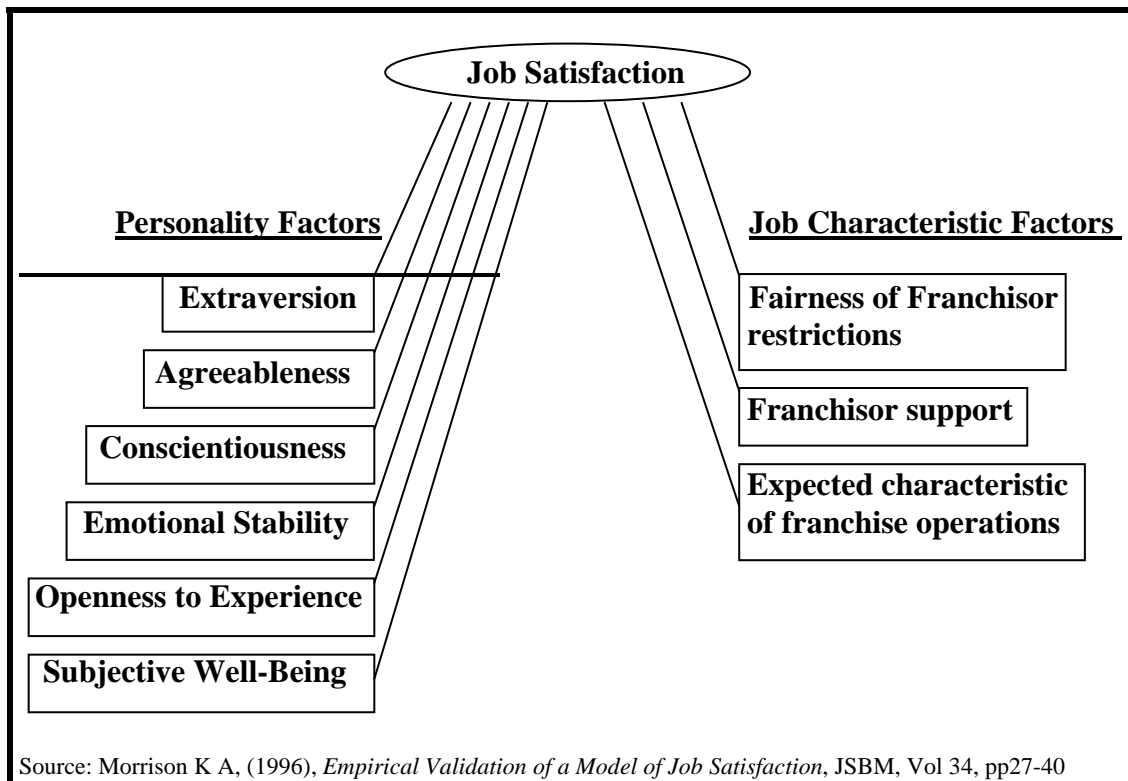 Job Satisfaction
Personality Factors
Extraversion
Agreeableness
Conscientiousness
Emotional Stability
Openness to Experience
Subjective Well-Being
Job Characteristic Factors
Fairness of Franchisor
restrictions
Franchisor support
Expected characteristic
of franchise operations
Source: Morrison K A, (1996), Empirical Validation of a Model of Job Satisfaction, JSBM, Vol 34, pp27-40